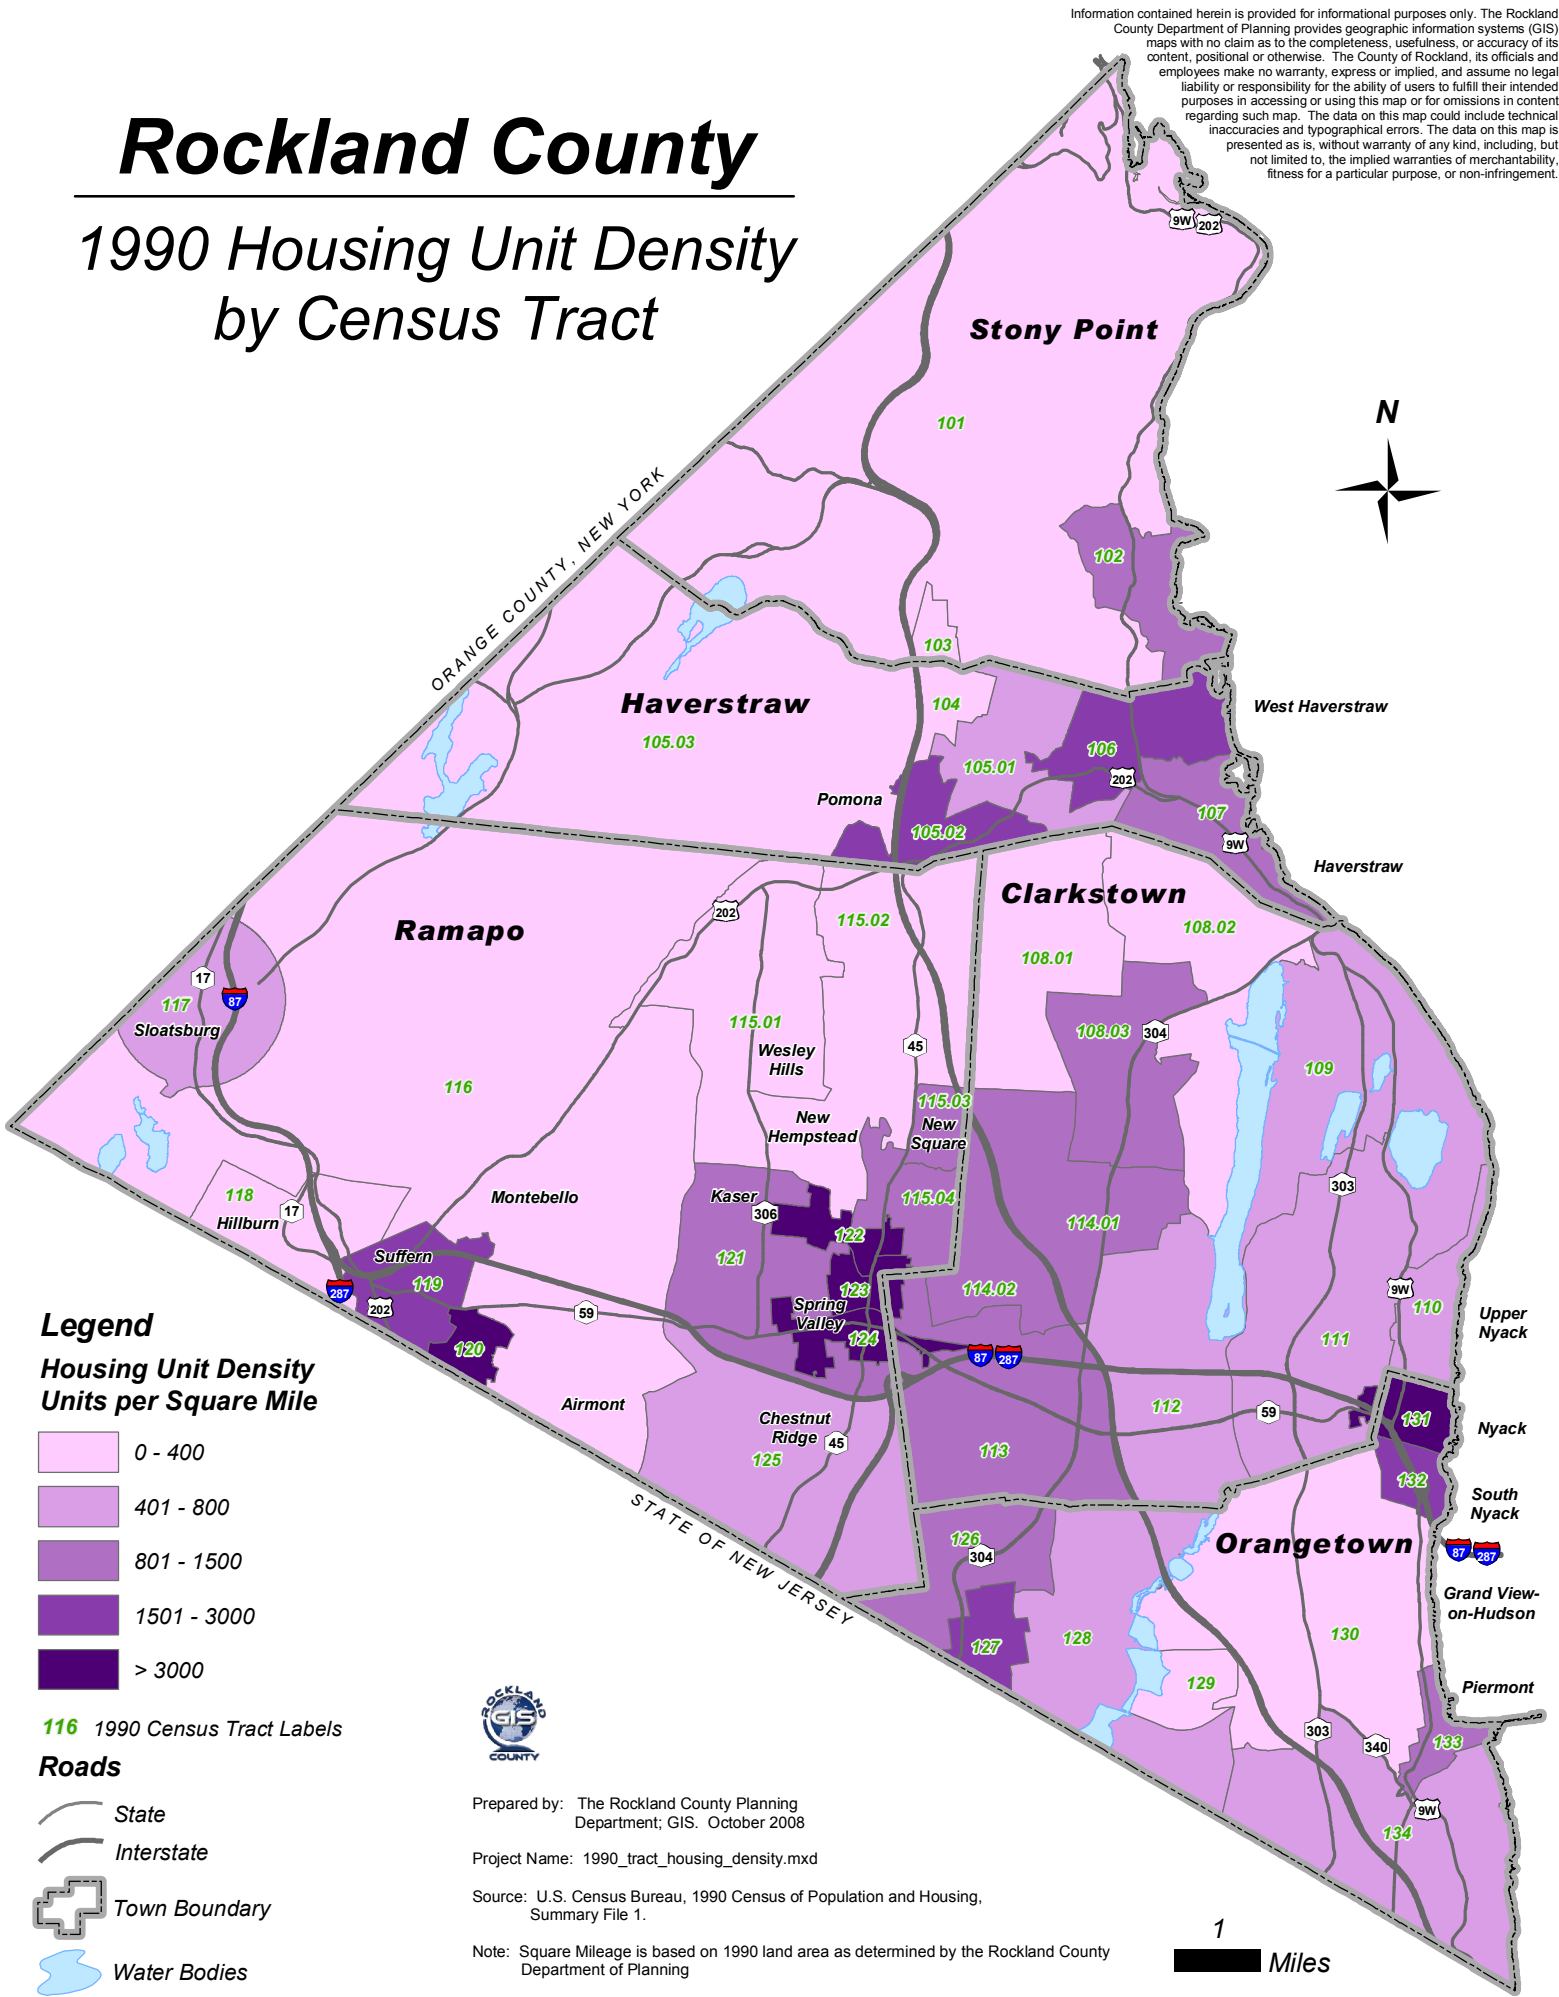 Information contained herein is provided for informational purposes only. The Rockland
County Department of Planning provides geographic information systems (GIS)
maps with no claim as to the completeness, usefulness, or accuracy of its
content, positional or otherwise. The County of Rockland, its officials and
employees make no warranty, express or implied, and assume no legal
liability or responsibility for the ability of users to fulfill their intended
purposes in accessing or using this map or for omissions in content
regarding such map. The data on this map could include technical
inaccuracies and typographical errors. The data on this map is
presented as is, without warranty of any kind, including, but
not limited to, the implied warranties of merchantability,
fitness for a particular purpose, or non-infringement.
Rockland County
1990 Housing Unit Density
by Census Tract
9W
202
Stony Point
N
101
ORANGE COUNTY, NEW YORK
102
103
Haverstraw
104
West Haverstraw
105.03
106
105.01
202
Pomona
107
105.02
9W
Haverstraw
Clarkstown
202
115.02
Ramapo
108.02
108.01
17
87
117
Sloatsburg
115.01
108.03
304
45
Wesley
Hills
109
116
115.03
New
Hempstead
New
Square
303
118
17
Hillburn
Montebello
Kaser
306
115.04
114.01
122
Suffern
121
119
123
114.02
287
202
9W
110
Spring
Valley
59
124
Upper
Nyack
111
120
87
287
Airmont
112
59
131
Nyack
Chestnut
Ridge
45
125
113
132
South
Nyack
STATE OF NEW JERSEY
126
304
Orangetown
87
287
Grand View-
on-Hudson
127
128
130
129
Piermont
303
340
133
9W
134
Legend
Housing Unit Density
Units per Square Mile
0 - 400
401 - 800
801 - 1500
1501 - 3000
> 3000
116 1990 Census Tract Labels
Roads
State
Interstate
Town Boundary
Water Bodies
ROCKLAND
GIS
COUNTY
Prepared by: The Rockland County Planning
Department; GIS. October 2008
Project Name: 1990_tract_housing_density.mxd
Source: U.S. Census Bureau, 1990 Census of Population and Housing,
Summary File 1.
Note: Square Mileage is based on 1990 land area as determined by the Rockland County
Department of Planning
1
Miles